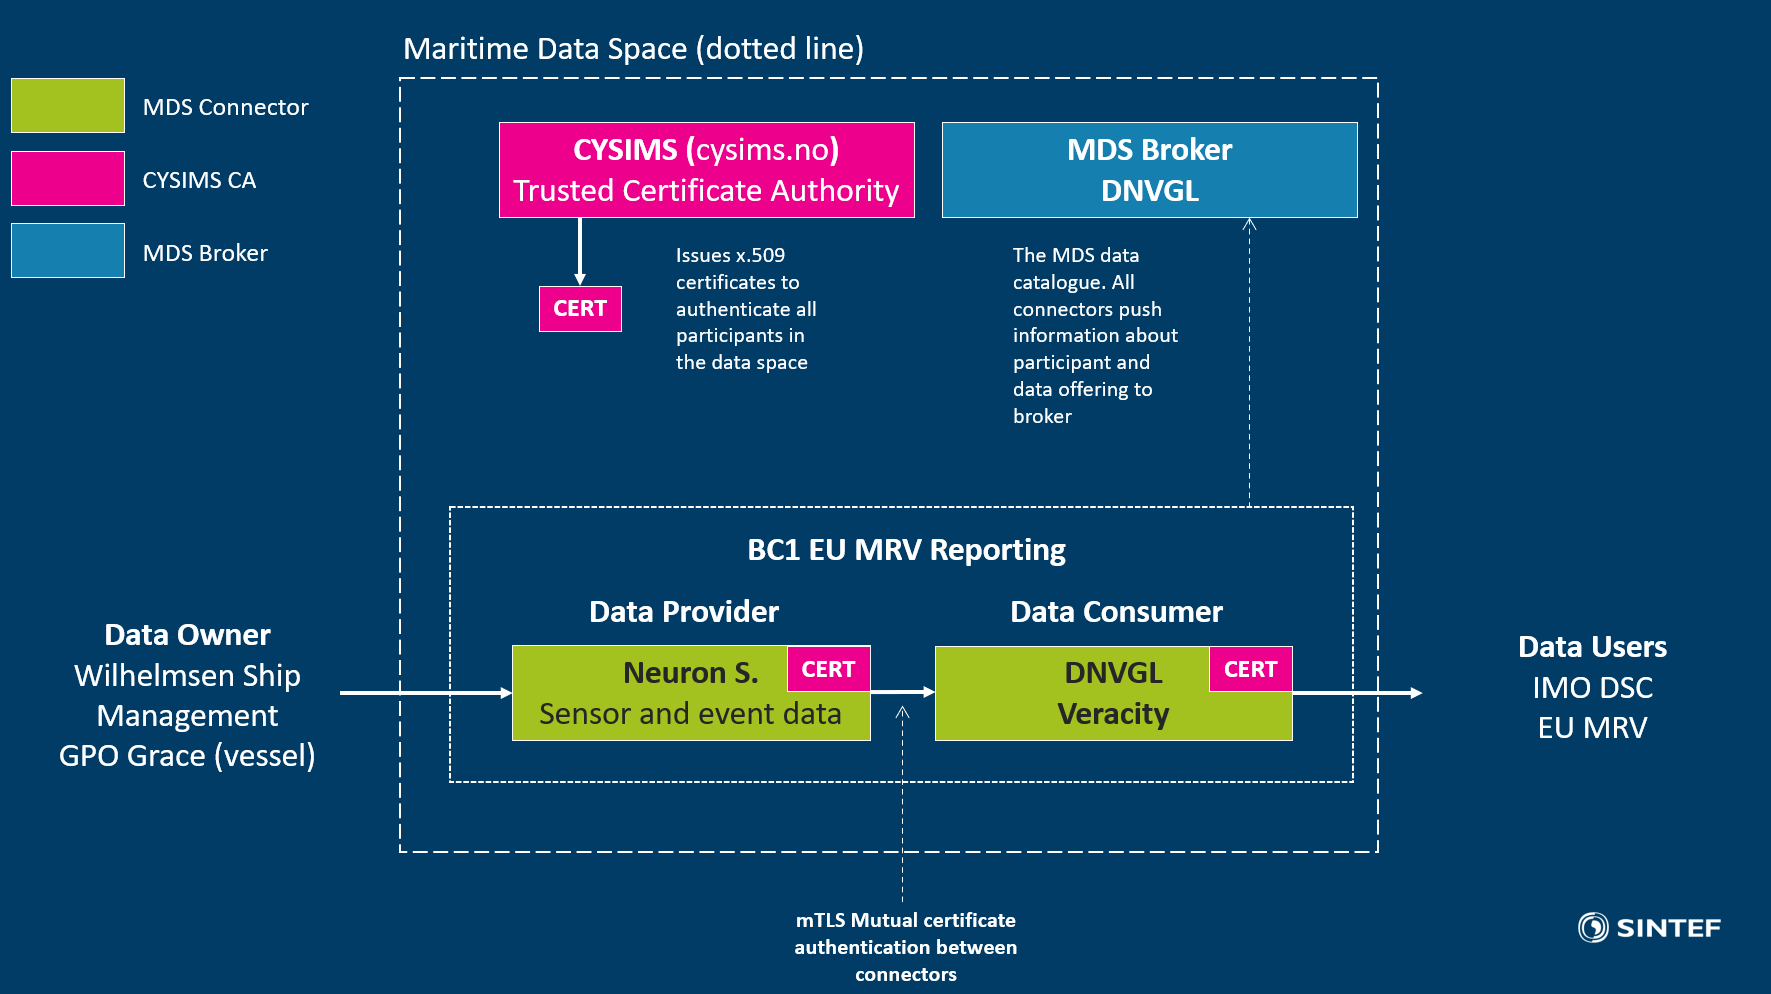 Maritime Data Space (dotted line)
MDS Connector
CYSIMS CA
MDS Broker
CYSIMS (cysims.no)
Trusted Certificate Authority
MDS Broker
DNVGL
CERT
Issues x.509
certificates to
authenticate all
participants in
the data space
The MDS data
catalogue. All
connectors push
information about
participant and
data offering to
broker
BC1 EU MRV Reporting
Data Provider
Data Consumer
Data Owner
Wilhelmsen Ship
Management
GPO Grace (vessel)
Neuron S.
CERT
Sensor and event data
DNVGL
CERT
Veracity
Data Users
IMO DSC
EU MRV
mTLS Mutual certificate
authentication between
connectors
SINTEF